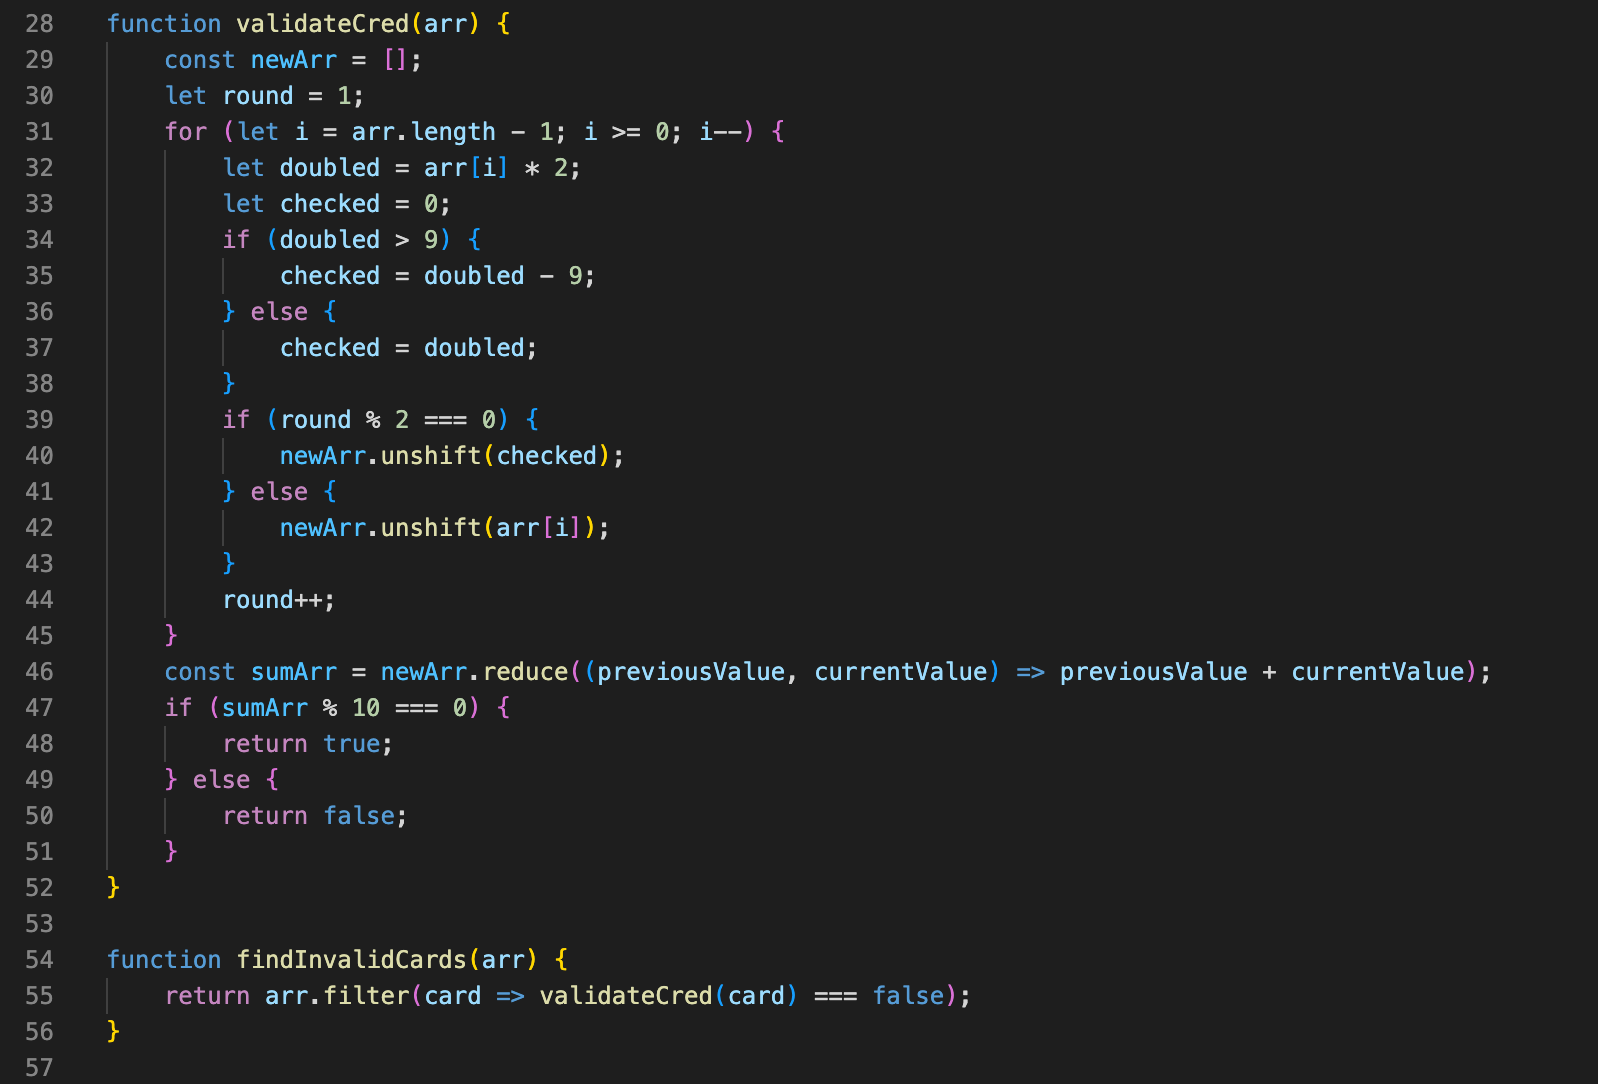 28 function validateCred(arr) {
29 const newArr = [];
30 let round = 1;
31 for (let i = arr.length - 1; i >= 0; i--) {
32 let doubled = arr[i] * 2;
33 let checked = 0;
34 if (doubled > 9) {
35 checked = doubled - 9;
36 } else {
37 checked = doubled;
38 }
39 if (round % 2 === 0) {
40 newArr.unshift(checked);
41 } else {
42 newArr.unshift(arr[i]);
43 }
44 round++;
45 }
46 const sumArr = newArr.reduce((previousValue, currentValue) => previousValue + currentValue);
47 if (sumArr % 10 === 0) {
48 return true;
49 } else {
50 return false;
51 }
52 }
53
54 function findInvalidCards(arr) {
55 return arr.filter(card => validateCred(card) === false);
56 }
57